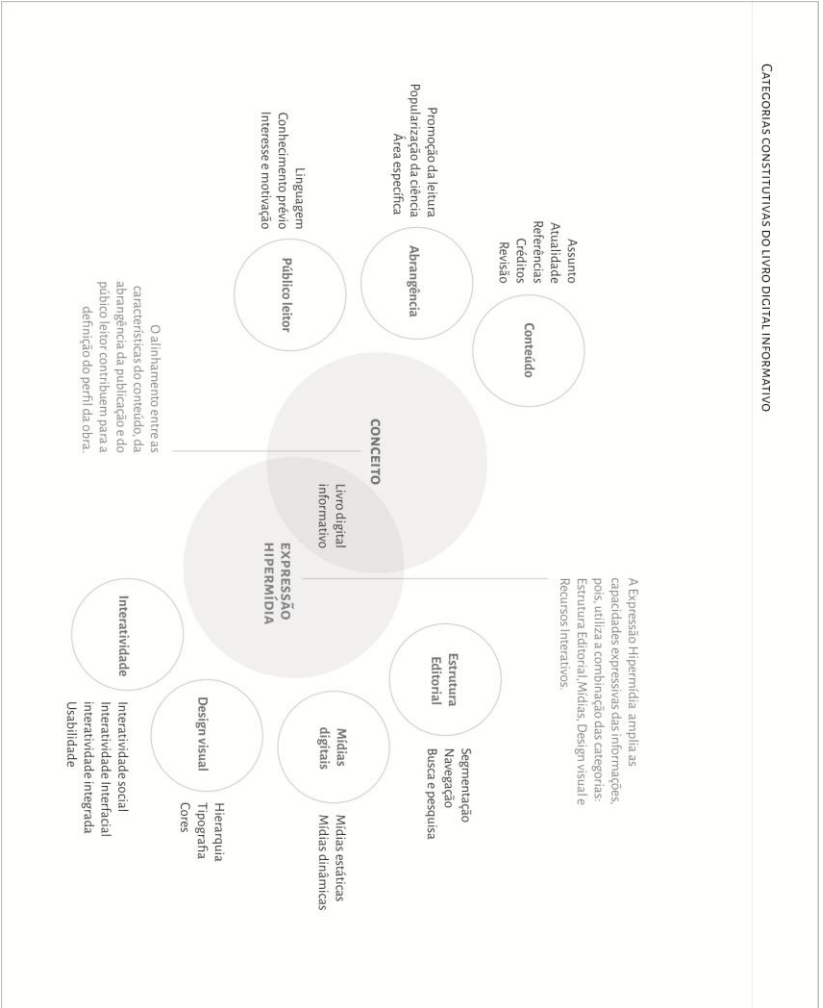 CATEGORIAS CONSTITUTIVAS DO LIVRO DIGITAL INFORMATIVO
Assunto
Atualidade
Referências
Créditos
Revisão
Conteúdo
Promoção da leitura
Popularização da ciência
Área específica
Abrangência
Linguagem
Conhecimento prévio
Interesse e motivação
Público leitor
O alinhamento entre as
características do conteúdo, da
abrangência da publicação e do
púbico leitor contribuem para a
definição do perfil da obra.
CONCEITO
Livro digital
informativo
EXPRESSÃO
HIPERMÍDIA
A Expressão Hipermídia amplia as
capacidades expressivas das informações,
pois, utiliza a combinação das categorias:
Estrutura Editorial,Mídias, Design visual e
Recursos Interativos.
Estrutura
Editorial
Segmentação
Navegação
Busca e pesquisa
Mídias
digitais
Mídias estáticas
Mídias dinâmicas
Design visual
Hierarquia
Tipografia
Cores
Interatividade
Interatividade social
Interatividade Interfacial
interatividade integrada
Usabilidade